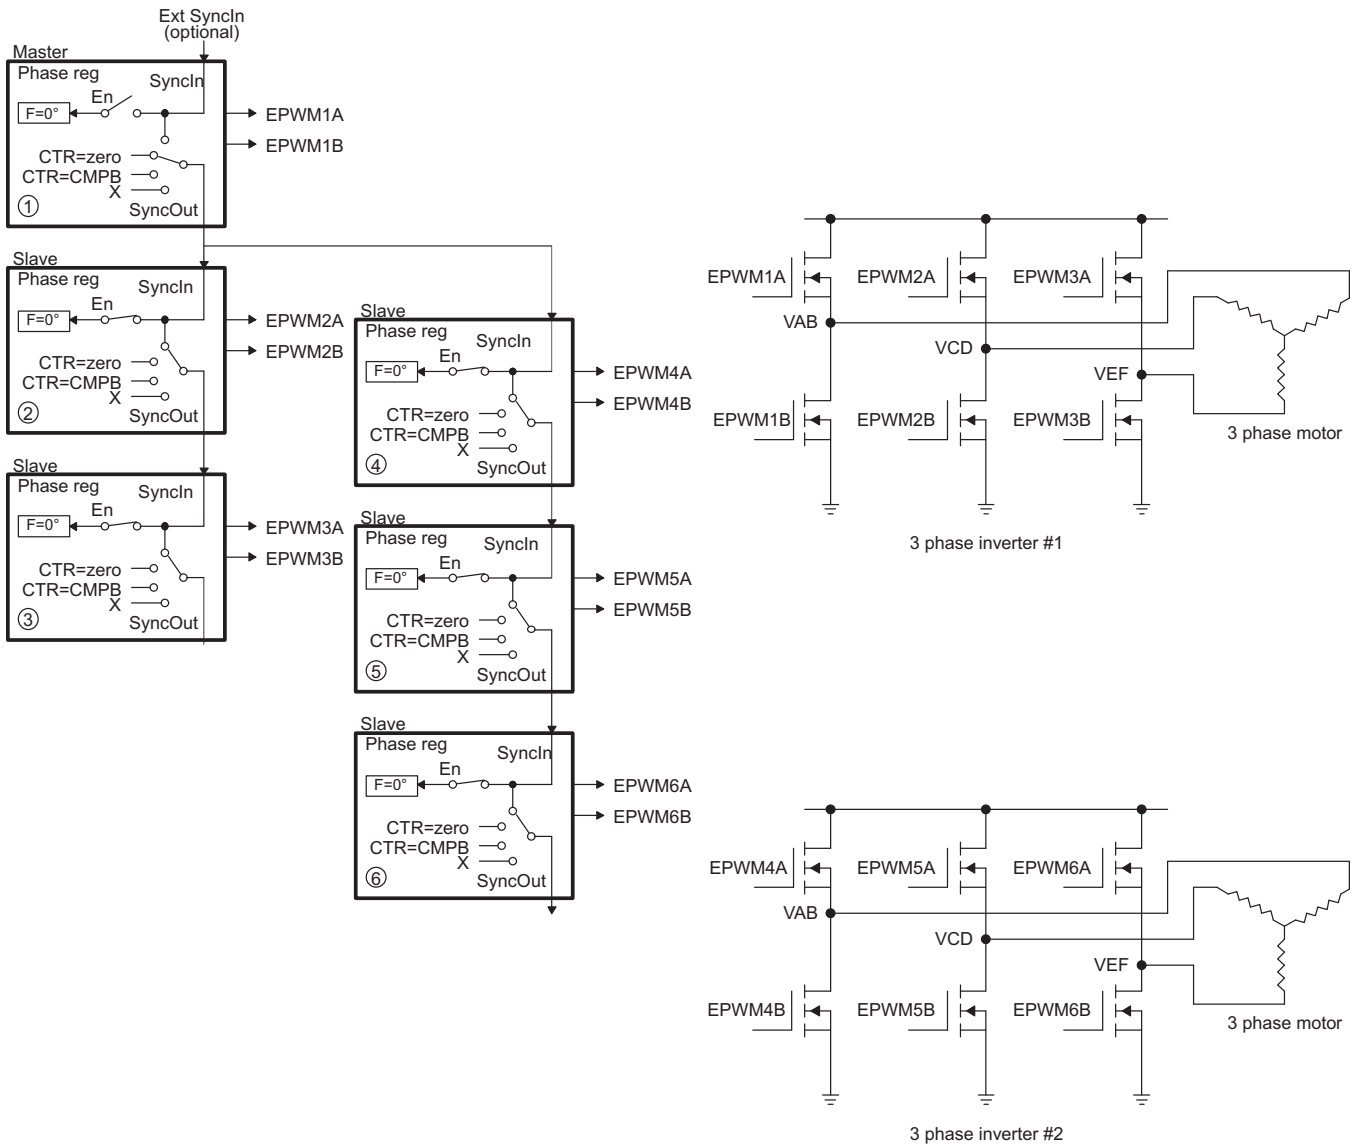 Ext SyncIn
(optional)
Master
Phase reg
SyncIn
En
F=0°
EPWM1A
EPWM1B
CTR=zero
CTR=CMPB
X
1
SyncOut
Slave
Phase reg
SyncIn
En
F=0°
EPWM2A
EPWM2B
CTR=zero
CTR=CMPB
X
2
SyncOut
Slave
Phase reg
SyncIn
En
F=0°
EPWM3A
EPWM3B
CTR=zero
CTR=CMPB
X
3
SyncOut
Slave
Phase reg
SyncIn
En
F=0°
EPWM4A
EPWM4B
CTR=zero
CTR=CMPB
X
4
SyncOut
Slave
Phase reg
SyncIn
En
F=0°
EPWM5A
EPWM5B
CTR=zero
CTR=CMPB
X
5
SyncOut
Slave
Phase reg
SyncIn
En
F=0°
EPWM6A
EPWM6B
CTR=zero
CTR=CMPB
X
6
SyncOut
EPWM1A
EPWM2A
EPWM3A
VAB
VCD
VEF
EPWM1B
EPWM2B
EPWM3B
3 phase motor
3 phase inverter #1
EPWM4A
EPWM5A
EPWM6A
VAB
VCD
VEF
EPWM4B
EPWM5B
EPWM6B
3 phase motor
3 phase inverter #2